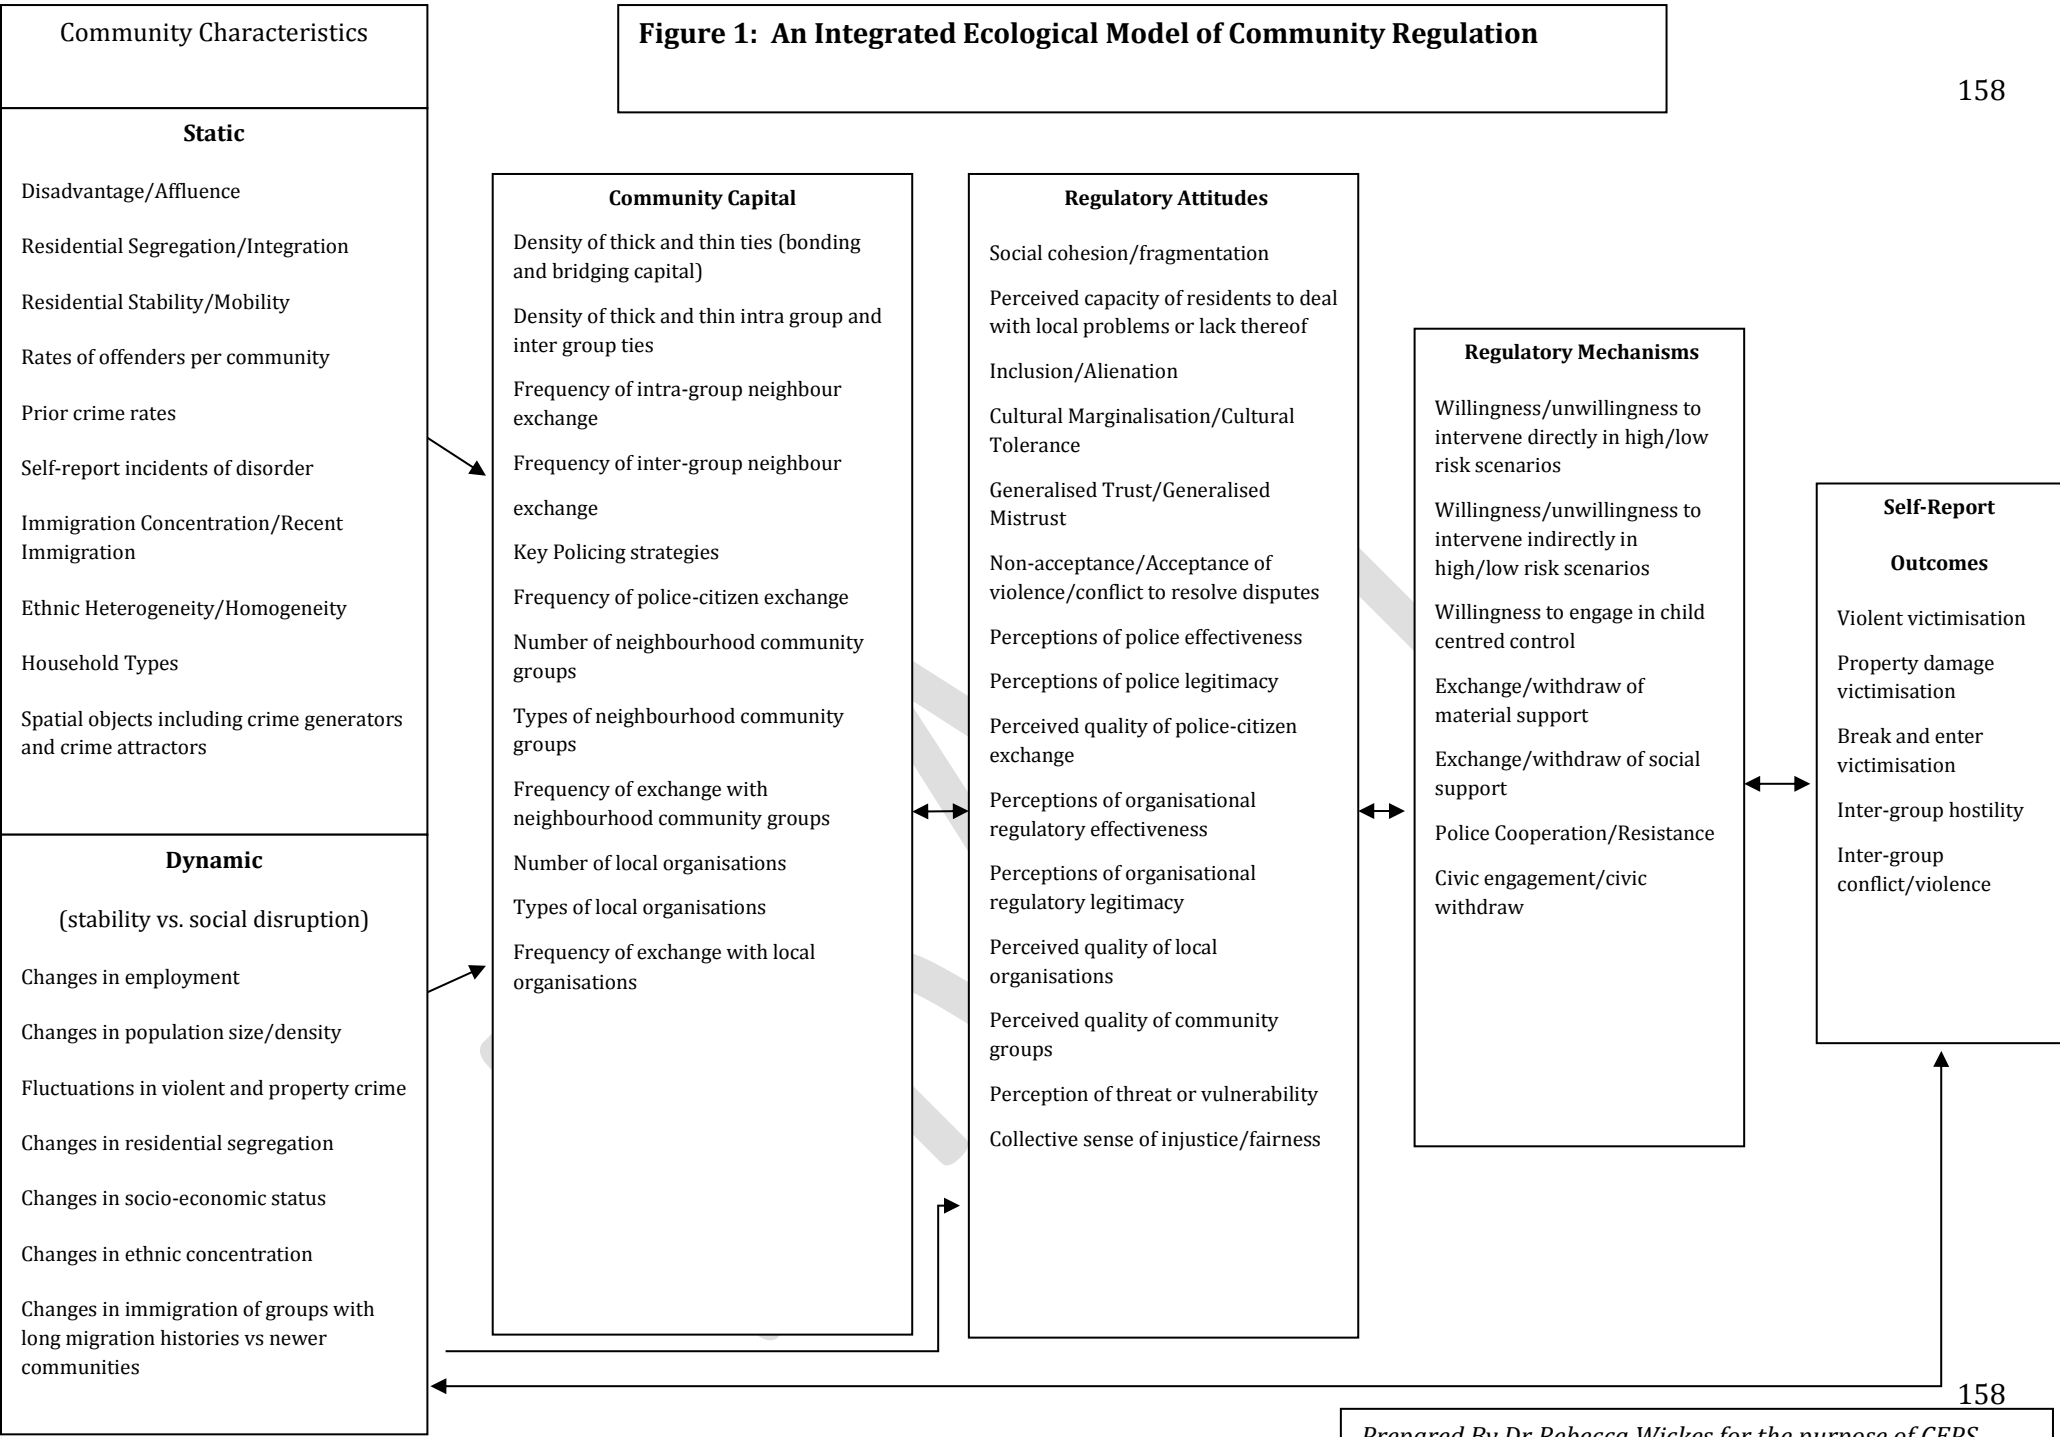 Community Characteristics
Figure 1:  An Integrated Ecological Model of Community Regulation
158
Static
Disadvantage/Affluence
Residential Segregation/Integration
Residential Stability/Mobility
Rates of offenders per community
Prior crime rates
Self-report incidents of disorder
Immigration Concentration/Recent
Immigration
Ethnic Heterogeneity/Homogeneity
Household Types
Spatial objects including crime generators
and crime attractors
Dynamic
(stability vs. social disruption)
Changes in employment
Changes in population size/density
Fluctuations in violent and property crime
Changes in residential segregation
Changes in socio-economic status
Changes in ethnic concentration
Changes in immigration of groups with
long migration histories vs newer
communities
Community Capital
Density of thick and thin ties (bonding
and bridging capital)
Density of thick and thin intra group and
inter group ties
Frequency of intra-group neighbour
exchange
Frequency of inter-group neighbour
exchange
Key Policing strategies
Frequency of police-citizen exchange
Number of neighbourhood community
groups
Types of neighbourhood community
groups
Frequency of exchange with
neighbourhood community groups
Number of local organisations
Types of local organisations
Frequency of exchange with local
organisations
Regulatory Attitudes
Social cohesion/fragmentation
Perceived capacity of residents to deal
with local problems or lack thereof
Inclusion/Alienation
Cultural Marginalisation/Cultural
Tolerance
Generalised Trust/Generalised
Mistrust
Non-acceptance/Acceptance of
violence/conflict to resolve disputes
Perceptions of police effectiveness
Perceptions of police legitimacy
Perceived quality of police-citizen
exchange
Perceptions of organisational
regulatory effectiveness
Perceptions of organisational
regulatory legitimacy
Perceived quality of local
organisations
Perceived quality of community
groups
Perception of threat or vulnerability
Collective sense of injustice/fairness
Regulatory Mechanisms
Willingness/unwillingness to
intervene directly in high/low
risk scenarios
Willingness/unwillingness to
intervene indirectly in
high/low risk scenarios
Willingness to engage in child
centred control
Exchange/withdraw of
material support
Exchange/withdraw of social
support
Police Cooperation/Resistance
Civic engagement/civic
withdraw
Self-Report
Outcomes
Violent victimisation
Property damage
victimisation
Break and enter
victimisation
Inter-group hostility
Inter-group
conflict/violence
158
Prepared By Dr Rebecca Wickes for the purpose of CEPS